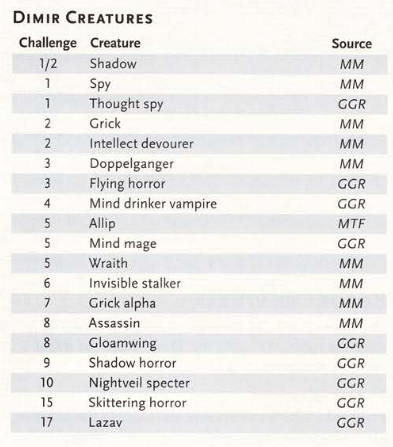 DIMIR CREATURES
Challenge Creature Source
1/2 Shadow MM
1 Spy MM
1 Thought spy GGR
2 Grick MM
2 Intellect devourer MM
3 Doppelganger MM
3 Flying horror GGR
4 Mind drinker vampire GGR
5 Allip MTF
5 Mind mage GGR
5 Wraith MM
6 Invisible stalker MM
7 Grick alpha MM
8 Assassin MM
8 Gloamwing GGR
9 Shadow horror GGR
10 Nightveil specter GGR
15 Skittering horror GGR
17 Lazav GGR